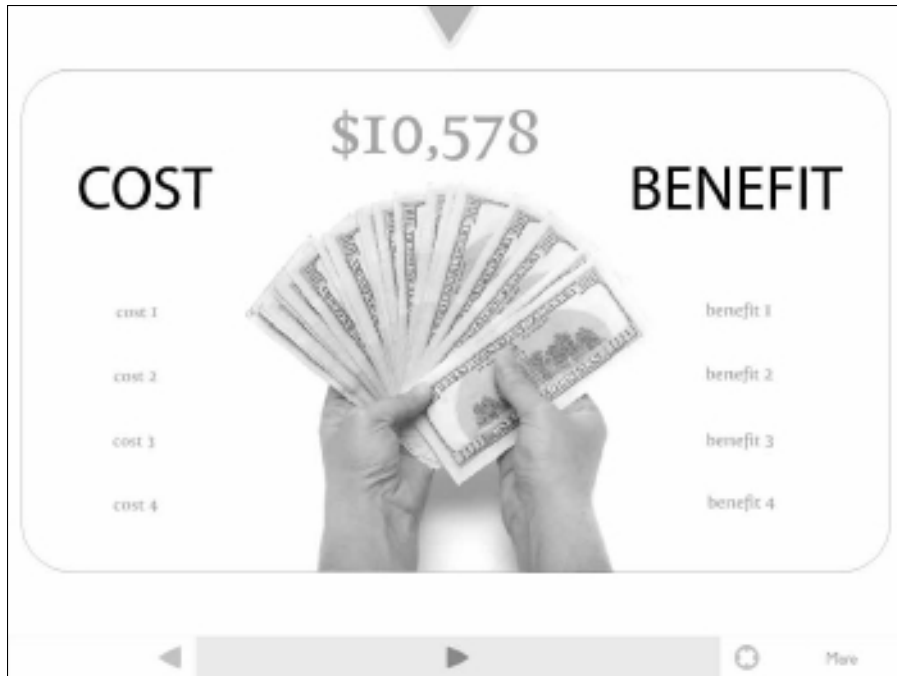 $10,578
COST
BENEFIT
cost 1
benefit 1
cost 2
benefit 2
cost 3
benefit 3
cost 4
benefit 4
More